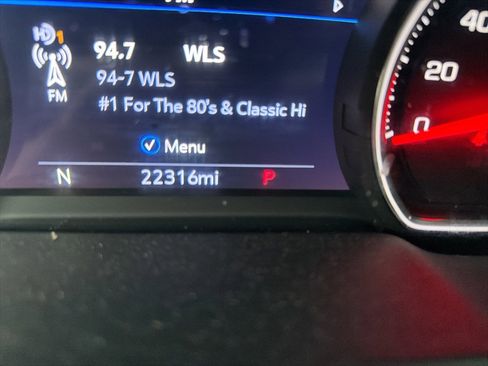 HD1
94.7 WLS
FM
94-7 WLS
#1 For The 80's & Classic Hi
Menu
N 22316mi P
40
20
0